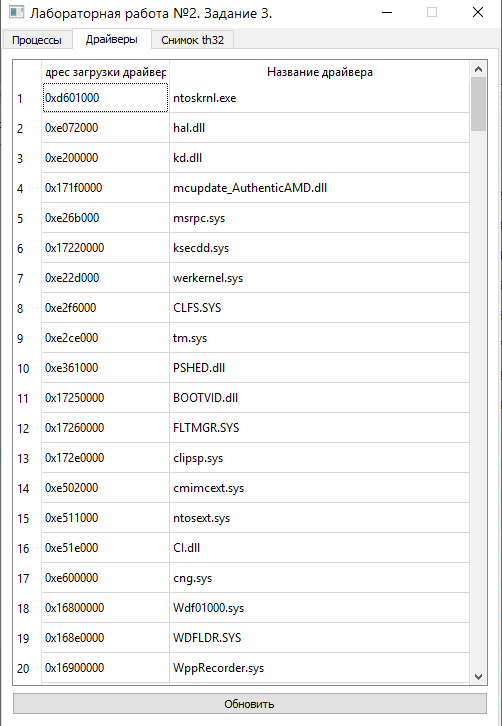 Лабораторная работа №2. Задание 3.
Процессы Драйверы Снимок th32
дрес загрузки драйвер Название драйвера
1 0xd601000 ntoskrnl.exe
2 0xe072000 hal.dll
3 0xe200000 kd.dll
4 0x171f0000 mcupdate_AuthenticAMD.dll
5 0xe26b000 msrpc.sys
6 0x17220000 ksecdd.sys
7 0xe22d000 werkernel.sys
8 0xe2f6000 CLFS.SYS
9 0xe2ce000 tm.sys
10 0xe361000 PSHED.dll
11 0x17250000 BOOTVID.dll
12 0x17260000 FLTMGR.SYS
13 0x172e0000 clipsp.sys
14 0xe502000 cmimcext.sys
15 0xe511000 ntosext.sys
16 0xe51e000 CI.dll
17 0xe600000 cng.sys
18 0x16800000 Wdf01000.sys
19 0x168e0000 WDFLDR.SYS
20 0x16900000 WppRecorder.sys
Обновить